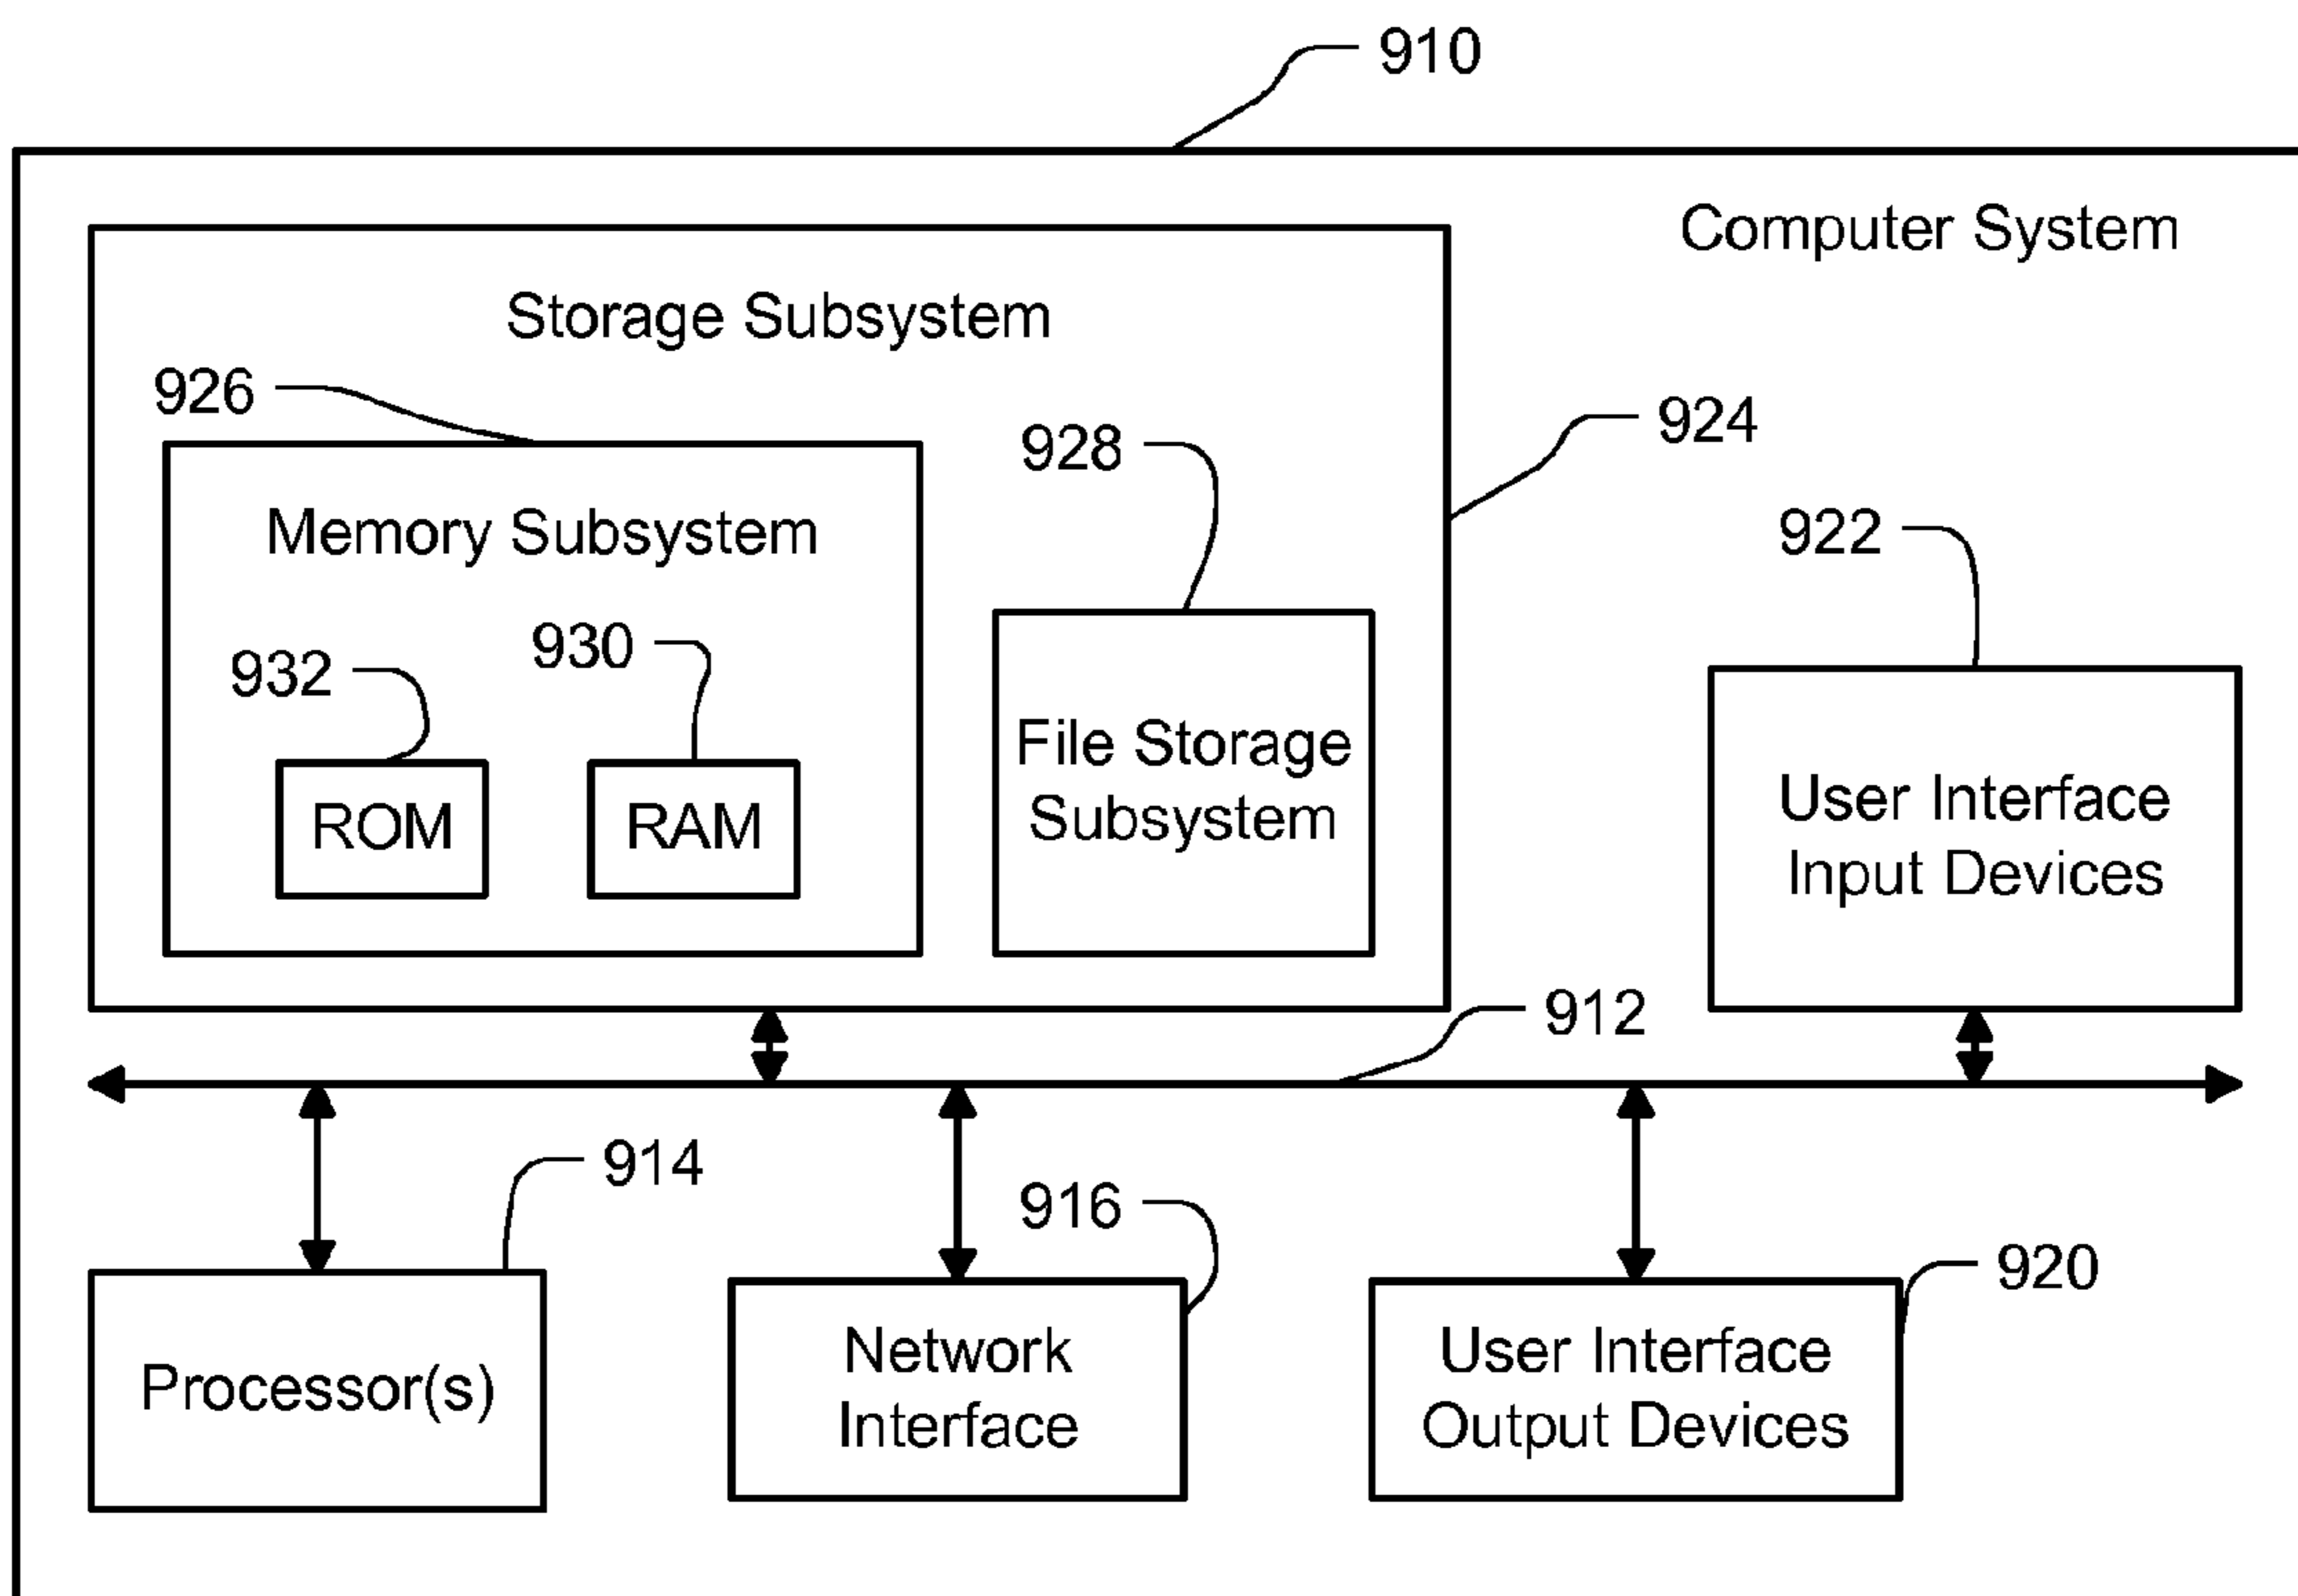 910
Computer System
Storage Subsystem
926
924
928
Memory Subsystem
922
930
932
File Storage
Subsystem
User Interface
Input Devices
ROM
RAM
912
914
916
920
Processor(s)
Network
Interface
User Interface
Output Devices